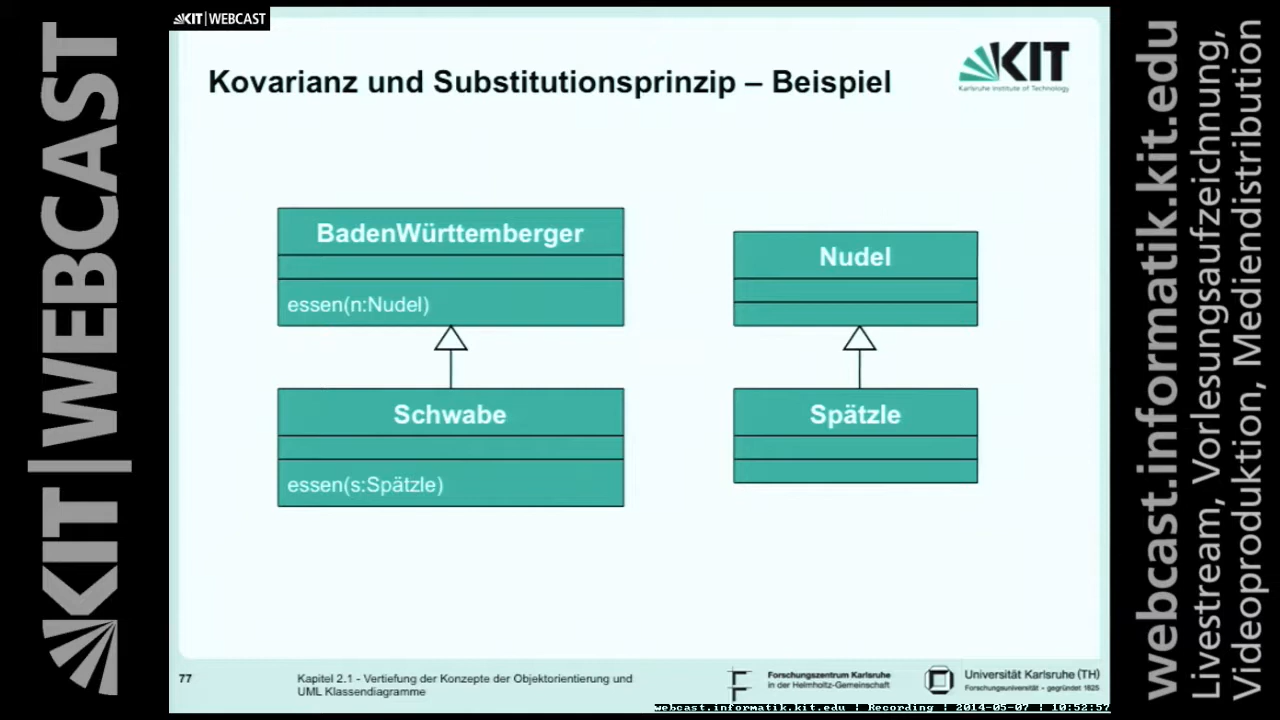 KIT | WEBCAST
KIT|WEBCAST
Kovarianz und Substitutionsprinzip – Beispiel
KIT
Karlsruhe Institute of Technology
BadenWürttemberger
essen(n:Nudel)
Nudel
Schwabe
essen(s:Spätzle)
Spätzle
77
Kapitel 2.1 - Vertiefung der Konzepte der Objektorientierung und
UML Klassendiagramme
Forschungszentrum Karlsruhe
in der Helmholtz-Gemeinschaft
Universität Karlsruhe (TH)
Forschungsuniversität - gegründet 1825
webcast.informatik.kit.edu | Recording | 2014-05-07 | 10:52:57
webcast.informatik.kit.edu
Livestream, Vorlesungsaufzeichnung,
Videoproduktion, Mediendistribution